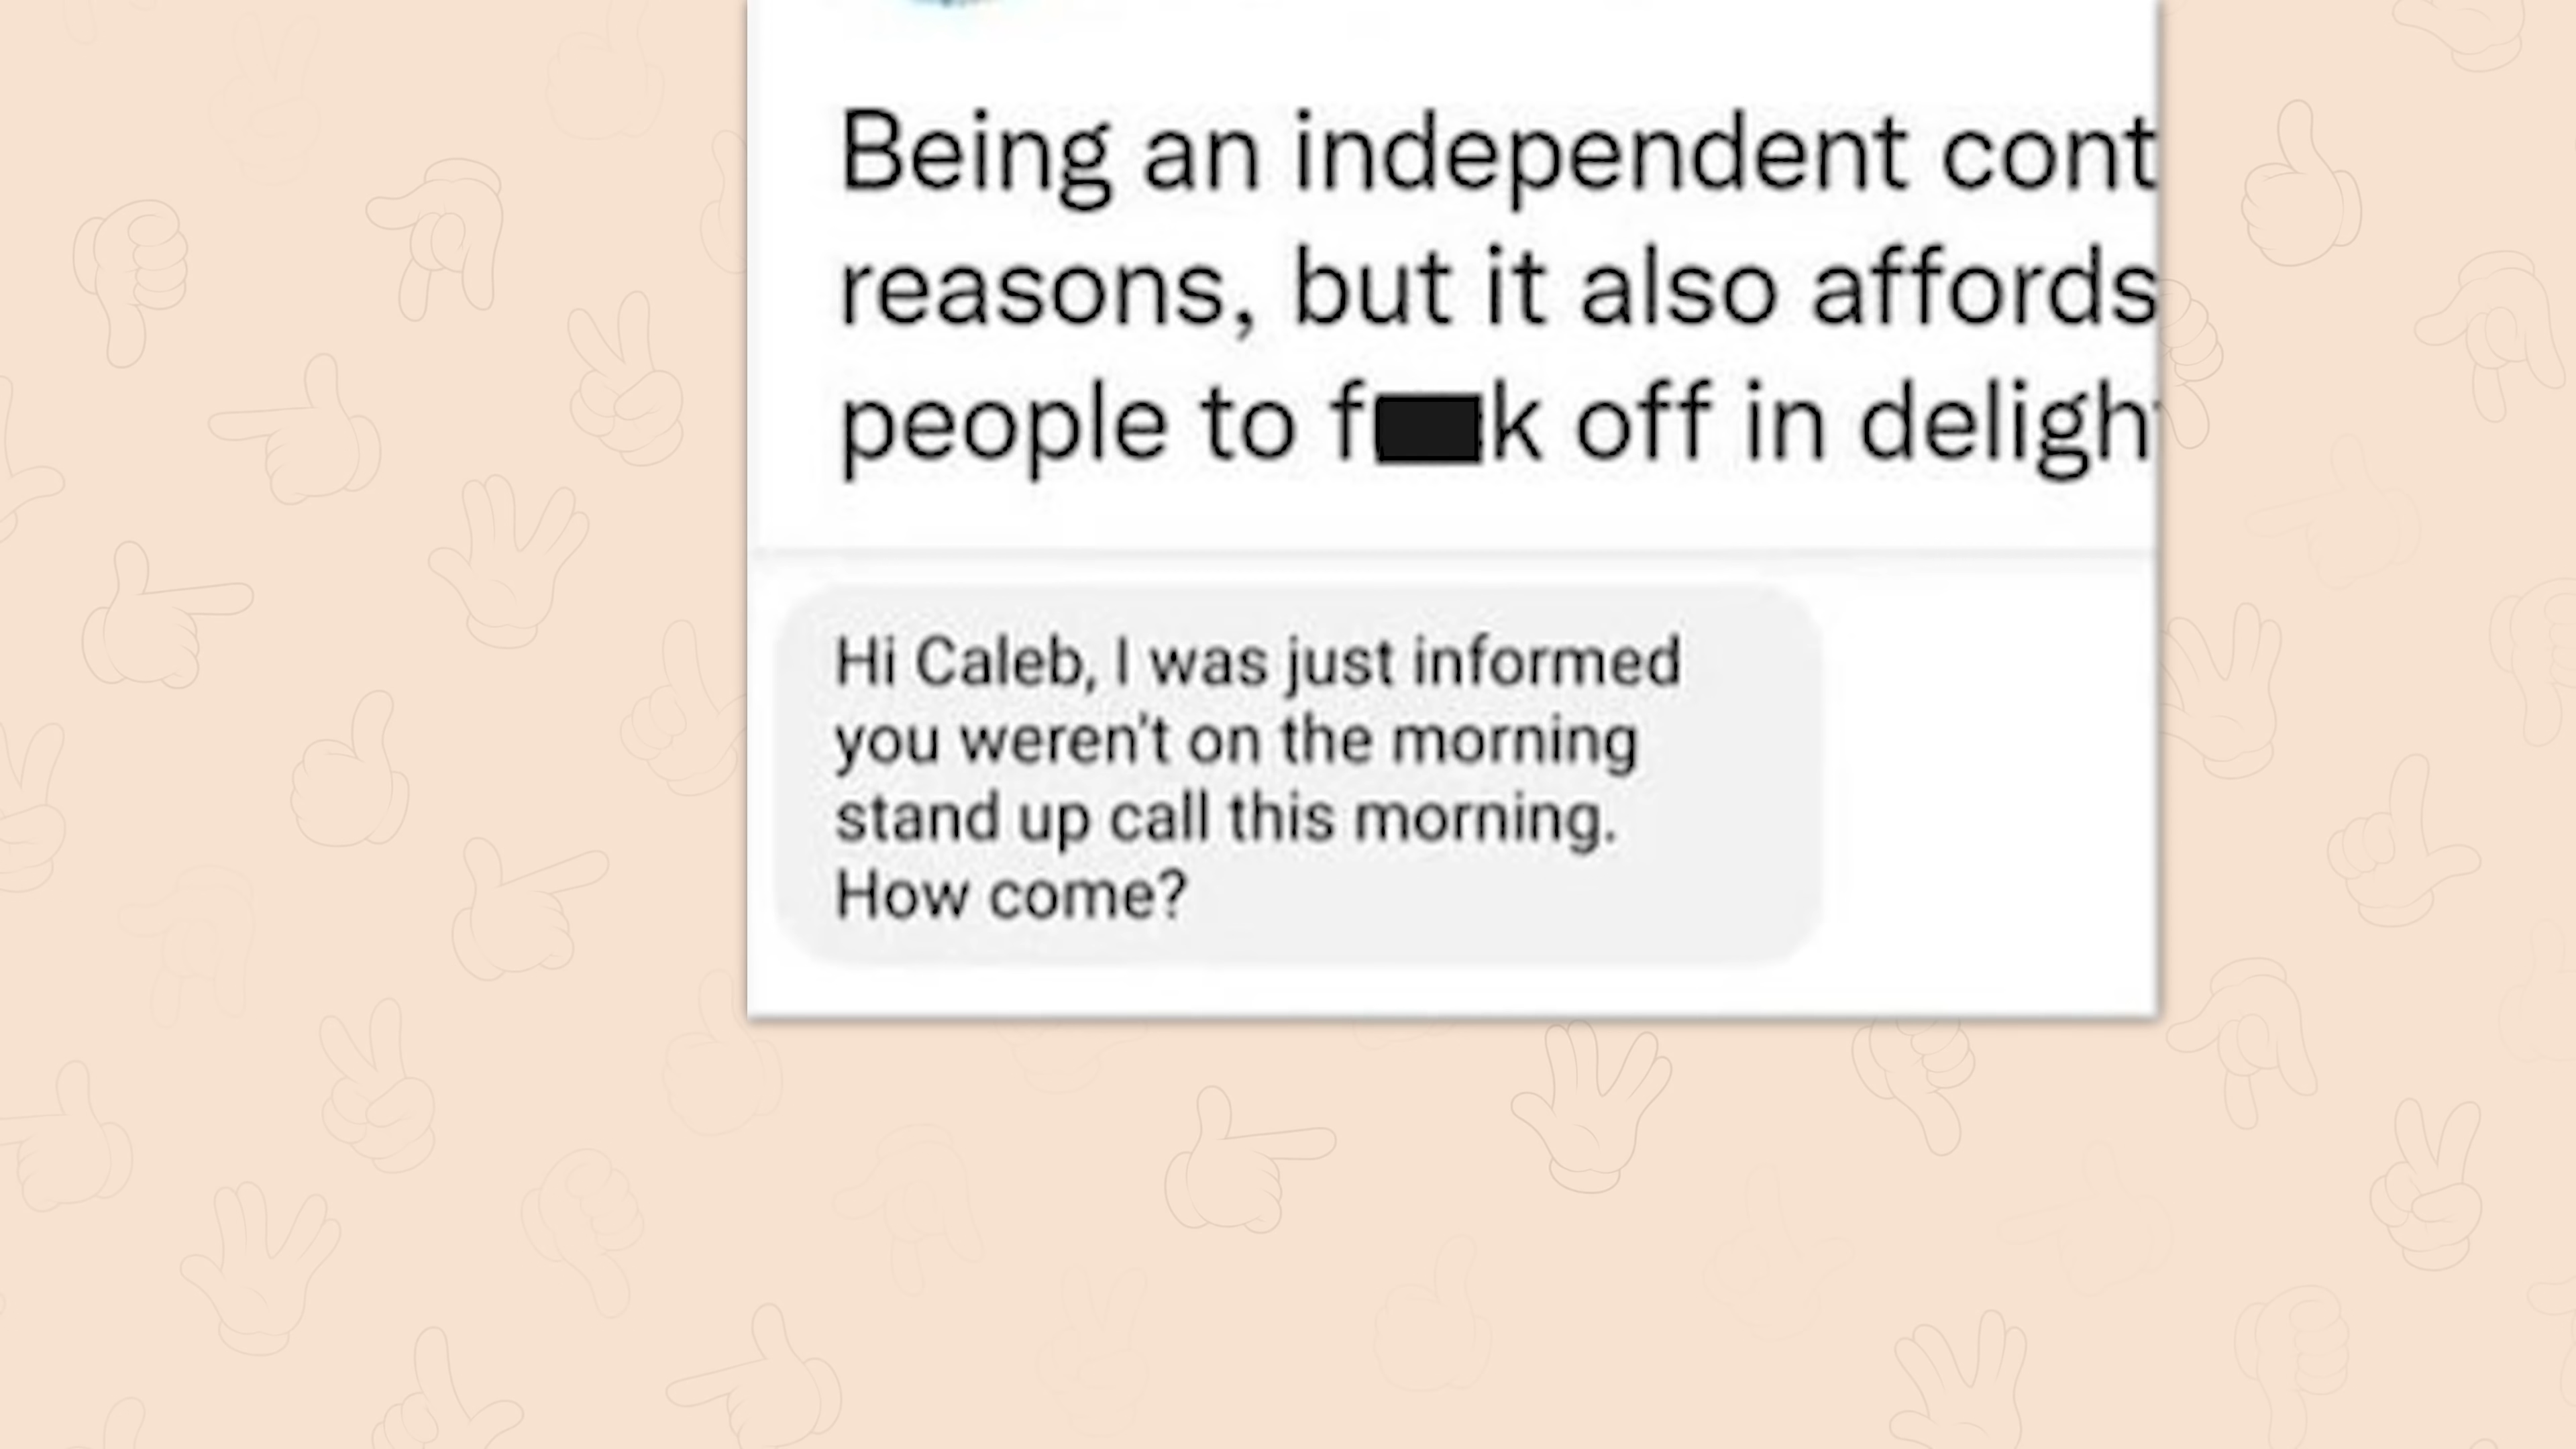 Being an independent cont
reasons, but it also affords
people to f██k off in deligh
Hi Caleb, I was just informed
you weren't on the morning
stand up call this morning.
How come?